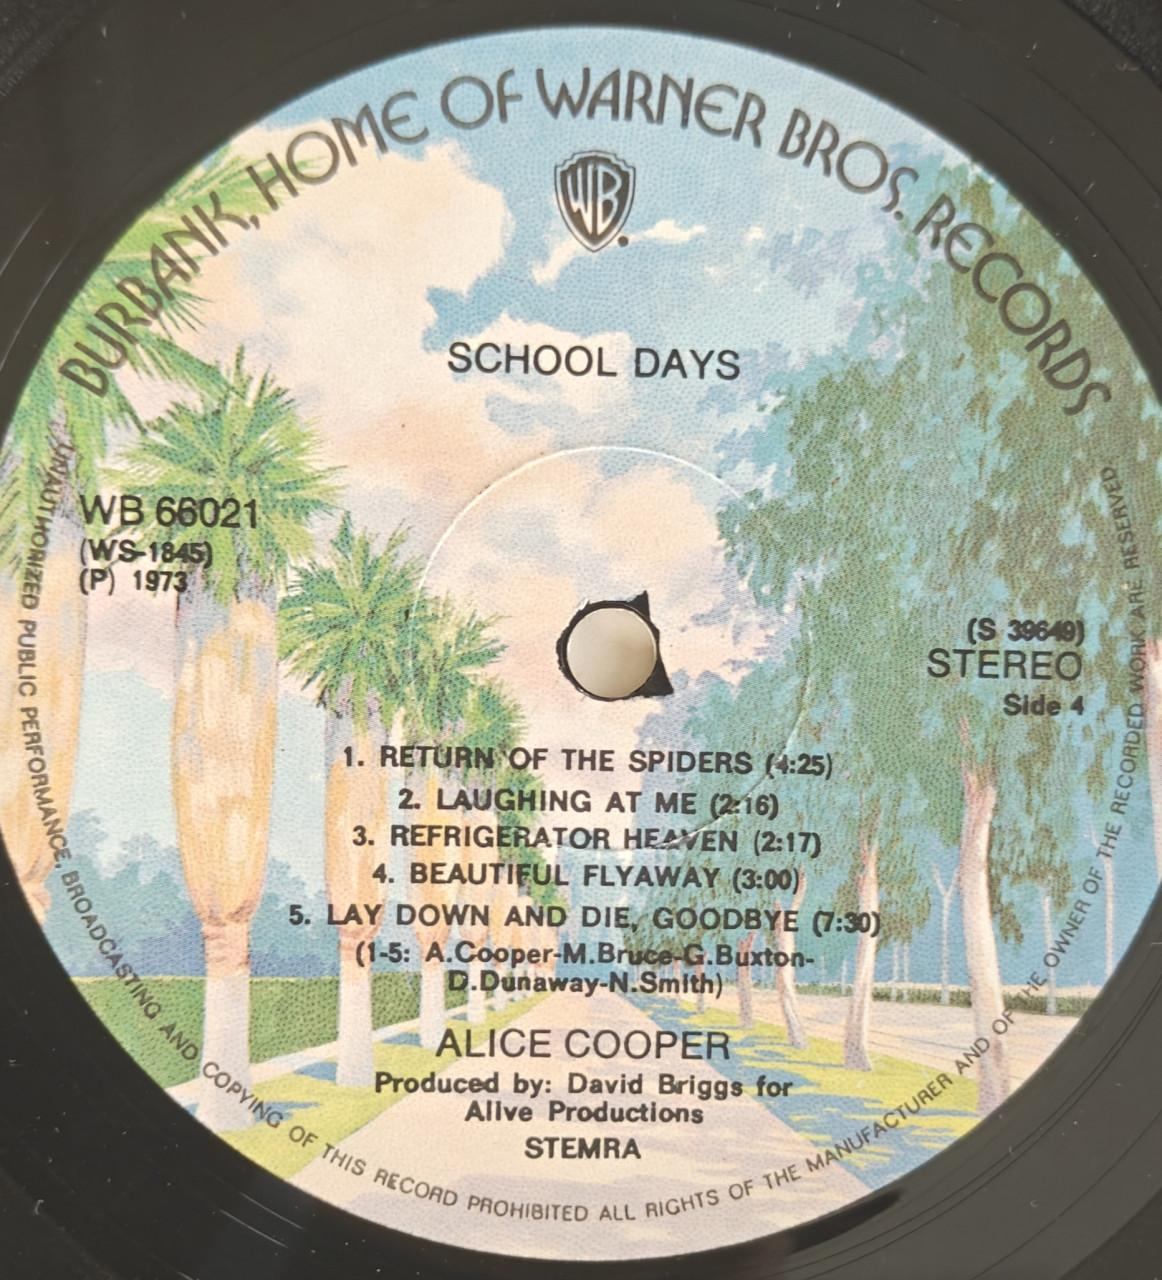 BURBANK, HOME OF WARNER BROS. RECORDS
WB
SCHOOL DAYS
WB 66021
(WS-1845)
(P) 1973
(S 39649)
STEREO
Side 4
1. RETURN OF THE SPIDERS (4:25)
2. LAUGHING AT ME (2:16)
3. REFRIGERATOR HEAVEN (2:17)
4. BEAUTIFUL FLYAWAY (3:00)
5. LAY DOWN AND DIE, GOODBYE (7:30)
(1-5: A.Cooper-M.Bruce-G.Buxton-
D.Dunaway-N.Smith)
ALICE COOPER
Produced by: David Briggs for
Alive Productions
STEMRA
UNAUTHORIZED PUBLIC PERFORMANCE, BROADCASTING AND COPYING OF THIS RECORD PROHIBITED ALL RIGHTS OF THE MANUFACTURER AND OF THE OWNER OF THE RECORDED WORK ARE RESERVED